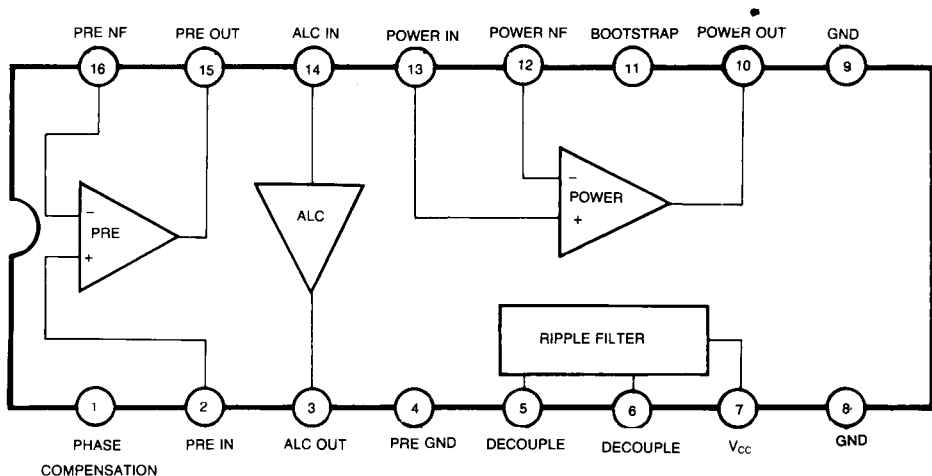 PRE NF PRE OUT ALC IN POWER IN POWER NF BOOTSTRAP POWER OUT GND
16 15 14 13 12 11 10 9
− −
PRE ALC POWER
+ +
RIPPLE FILTER
1 2 3 4 5 6 7 8
PHASE COMPENSATION PRE IN ALC OUT PRE GND DECOUPLE DECOUPLE VCC GND